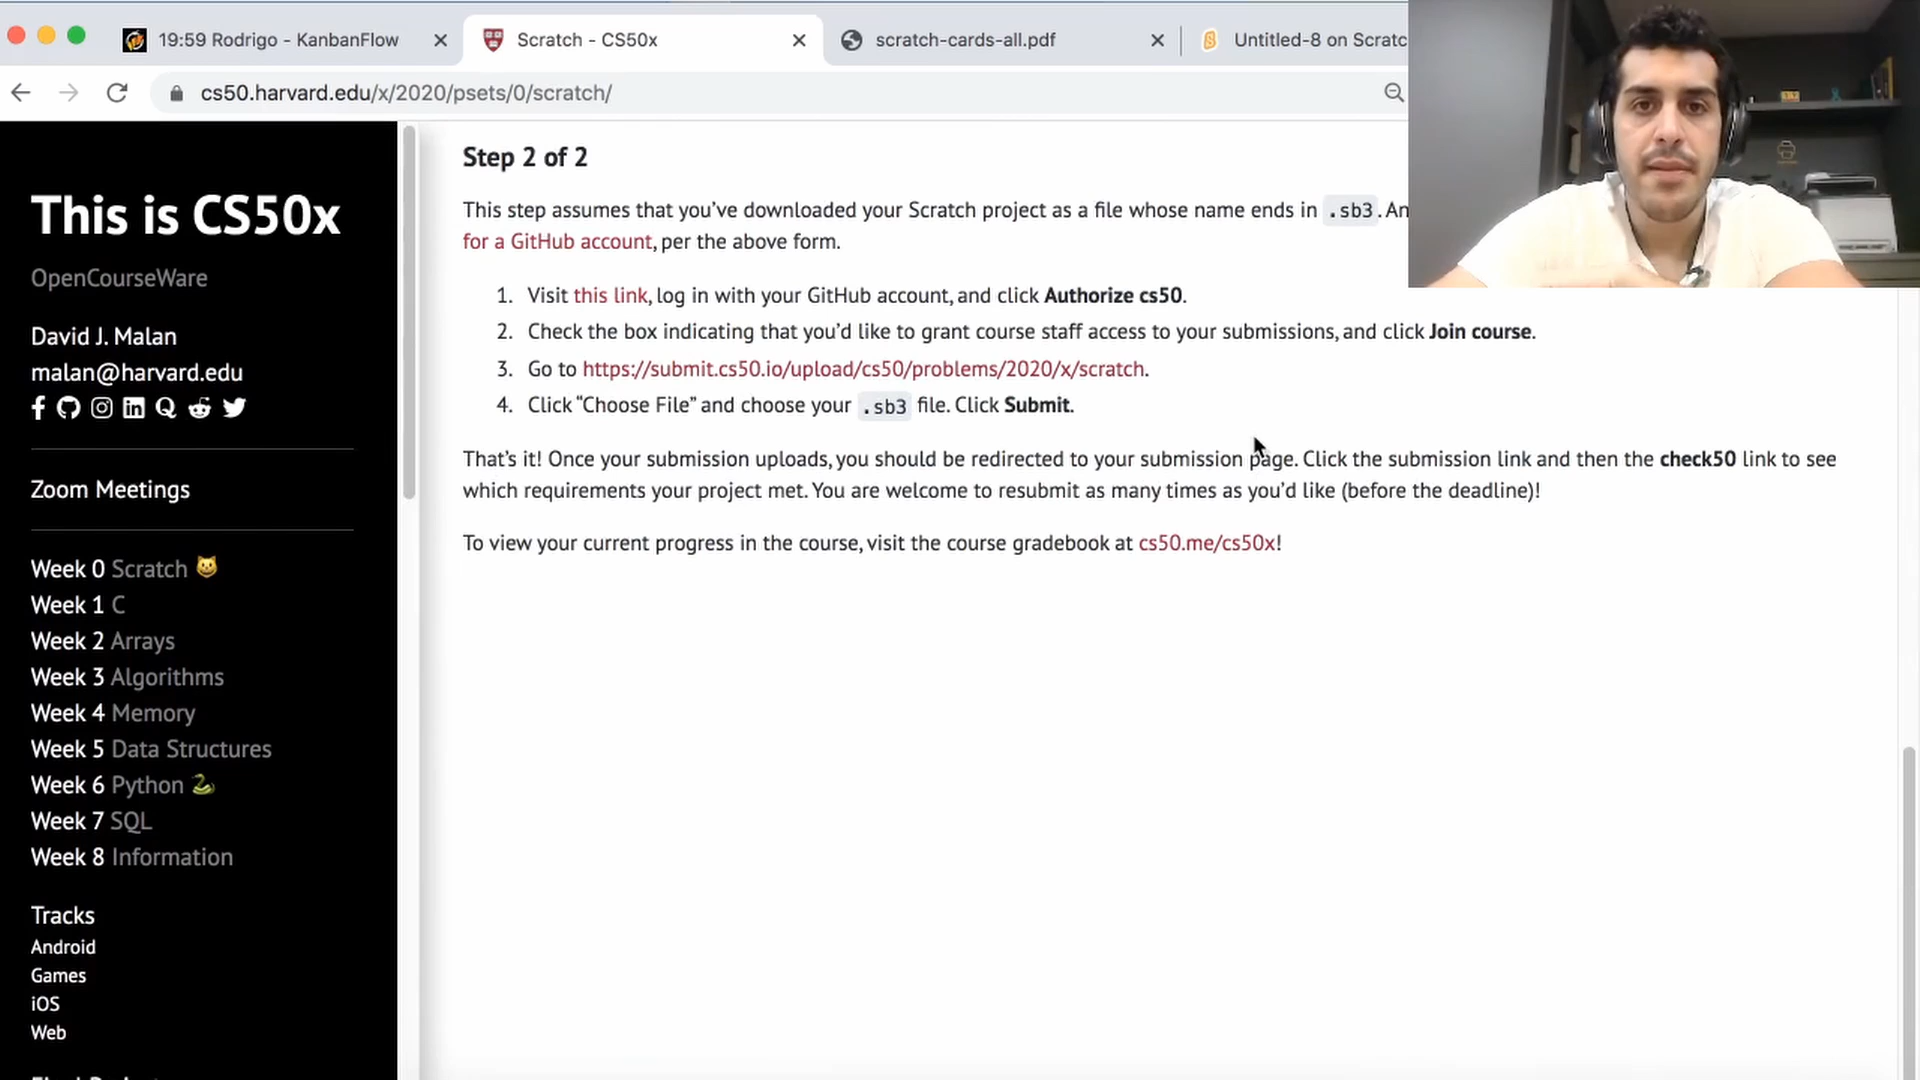 19:59 Rodrigo - KanbanFlow
Scratch - CS50x
scratch-cards-all.pdf
Untitled-8 on Scratc
cs50.harvard.edu/x/2020/psets/0/scratch/
This is CS50x
OpenCourseWare
David J. Malan
malan@harvard.edu
Zoom Meetings
Week 0 Scratch
Week 1 C
Week 2 Arrays
Week 3 Algorithms
Week 4 Memory
Week 5 Data Structures
Week 6 Python
Week 7 SQL
Week 8 Information
Tracks
Android
Games
iOS
Web
Step 2 of 2
This step assumes that you’ve downloaded your Scratch project as a file whose name ends in .sb3. An
for a GitHub account, per the above form.
1. Visit this link, log in with your GitHub account, and click Authorize cs50.
2. Check the box indicating that you’d like to grant course staff access to your submissions, and click Join course.
3. Go to https://submit.cs50.io/upload/cs50/problems/2020/x/scratch.
4. Click “Choose File” and choose your .sb3 file. Click Submit.
That’s it! Once your submission uploads, you should be redirected to your submission page. Click the submission link and then the check50 link to see
which requirements your project met. You are welcome to resubmit as many times as you’d like (before the deadline)!
To view your current progress in the course, visit the course gradebook at cs50.me/cs50x!